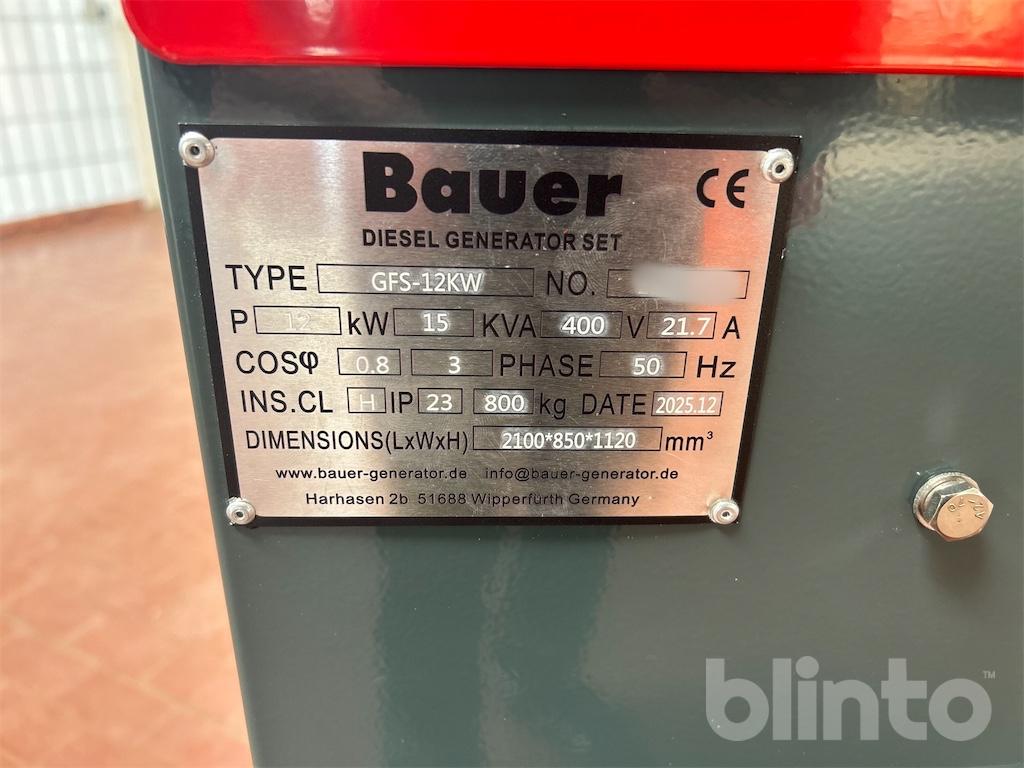 Bauer CE
DIESEL GENERATOR SET
TYPE GFS-12KW NO.
P 12 kW 15 KVA 400 V 21.7 A
COSφ 0.8 3 PHASE 50 Hz
INS.CL H IP 23 800 kg DATE 2025.12
DIMENSIONS(LxWxH) 2100*850*1120 mm³
www.bauer-generator.de info@bauer-generator.de
Harhasen 2b 51688 Wipperfürth Germany
blinto™